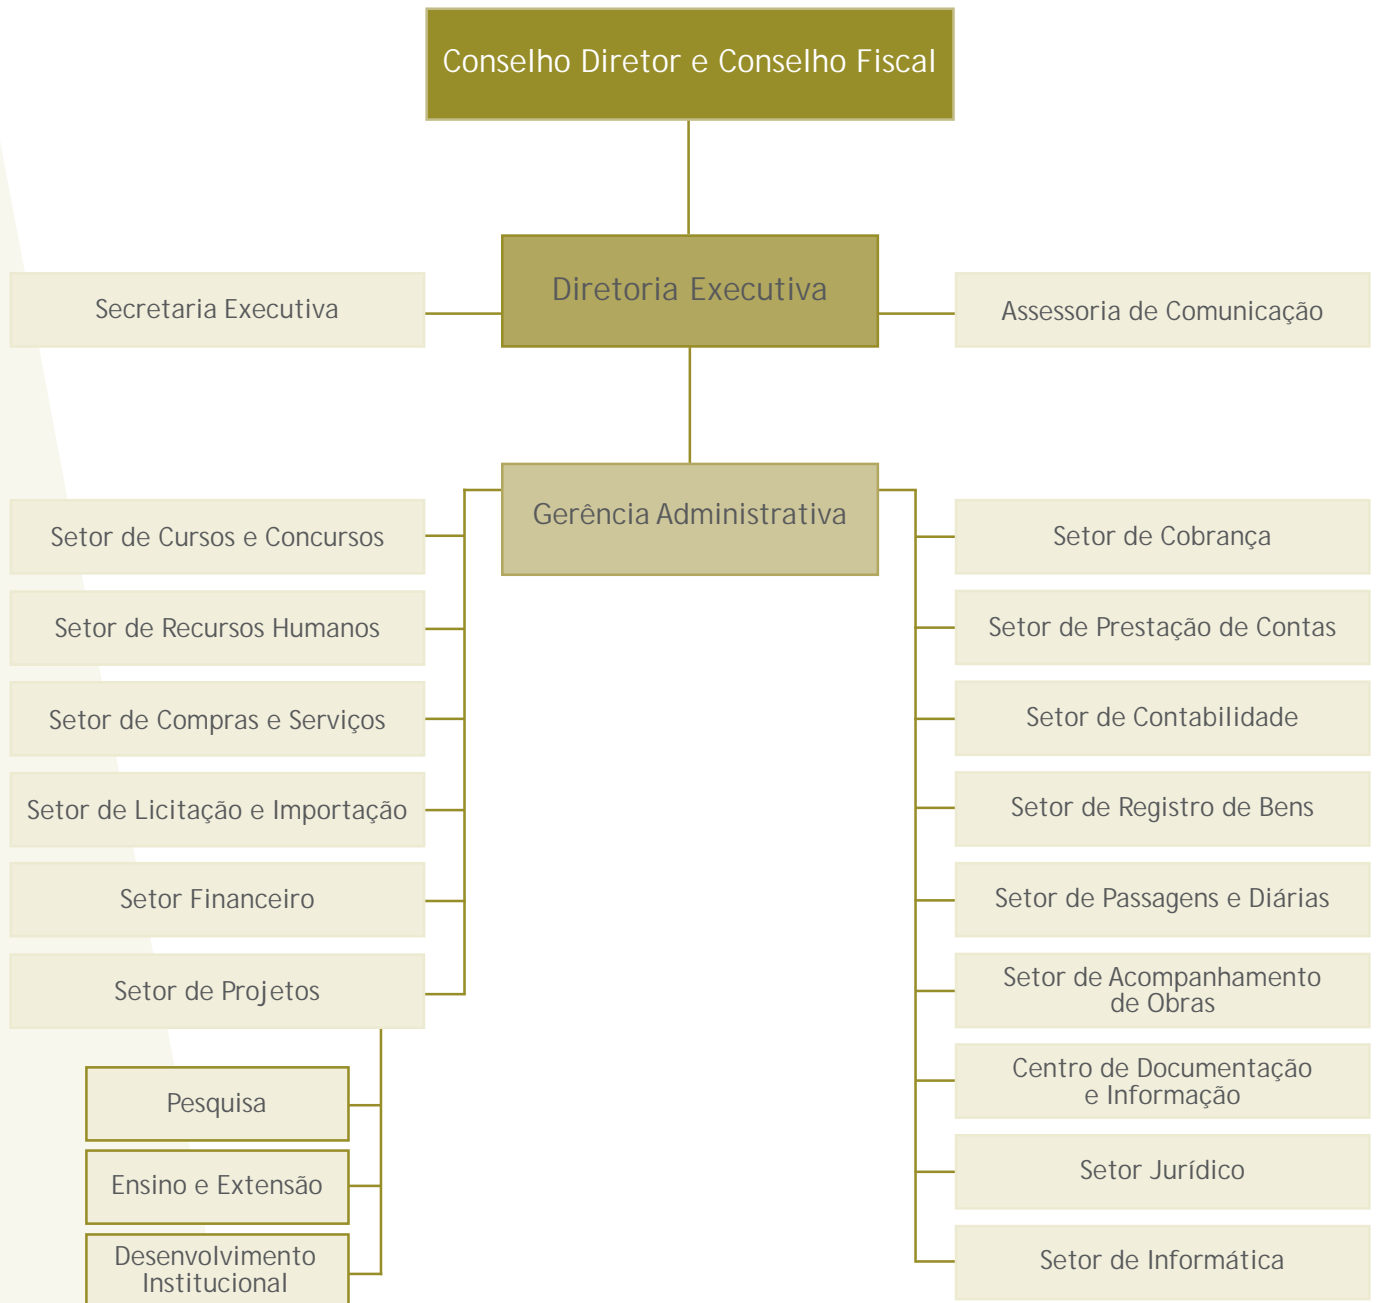 Conselho Diretor e Conselho Fiscal
Diretoria Executiva
Secretaria Executiva
Assessoria de Comunicação
Gerência Administrativa
Setor de Cursos e Concursos
Setor de Recursos Humanos
Setor de Compras e Serviços
Setor de Licitação e Importação
Setor Financeiro
Setor de Projetos
Pesquisa
Ensino e Extensão
Desenvolvimento
Institucional
Setor de Cobrança
Setor de Prestação de Contas
Setor de Contabilidade
Setor de Registro de Bens
Setor de Passagens e Diárias
Setor de Acompanhamento
de Obras
Centro de Documentação
e Informação
Setor Jurídico
Setor de Informática